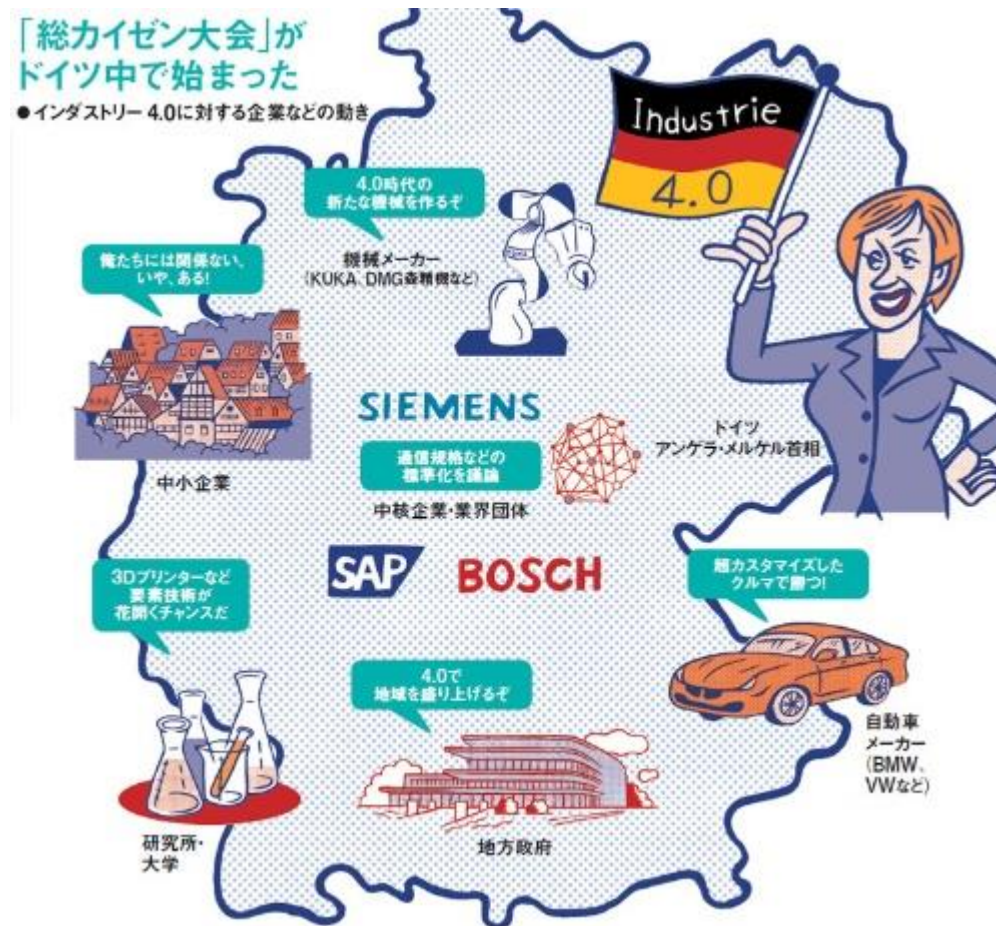 「総カイゼン大会」が
ドイツ中で始まった
●インダストリー4.0に対する企業などの動き
Industrie
4.0
4.0時代の
新たな機械を作るぞ
機械メーカー
(KUKA、DMG森精機など)
俺たちには関係ない、
いや、ある!
中小企業
SIEMENS
通信規格などの
標準化を議論
中核企業・業界団体
ドイツ
アンゲラ・メルケル首相
SAP
BOSCH
3Dプリンターなど
要素技術が
花開くチャンスだ
研究所・
大学
4.0で
地域を盛り上げるぞ
地方政府
超カスタマイズした
クルマで勝つ!
自動車
メーカー
(BMW、
VWなど)